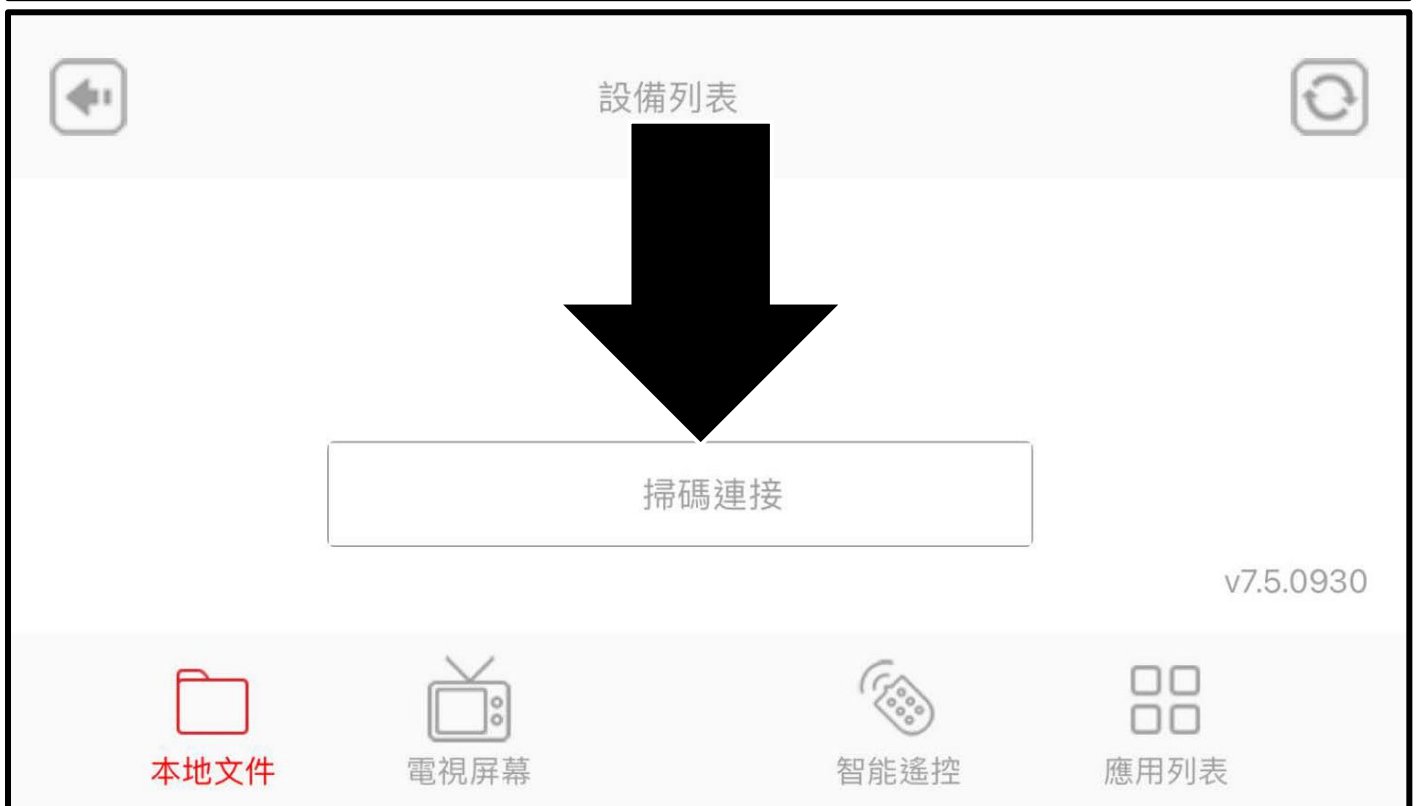 設備列表
掃碼連接
v7.5.0930
本地文件
電視屏幕
智能遙控
應用列表